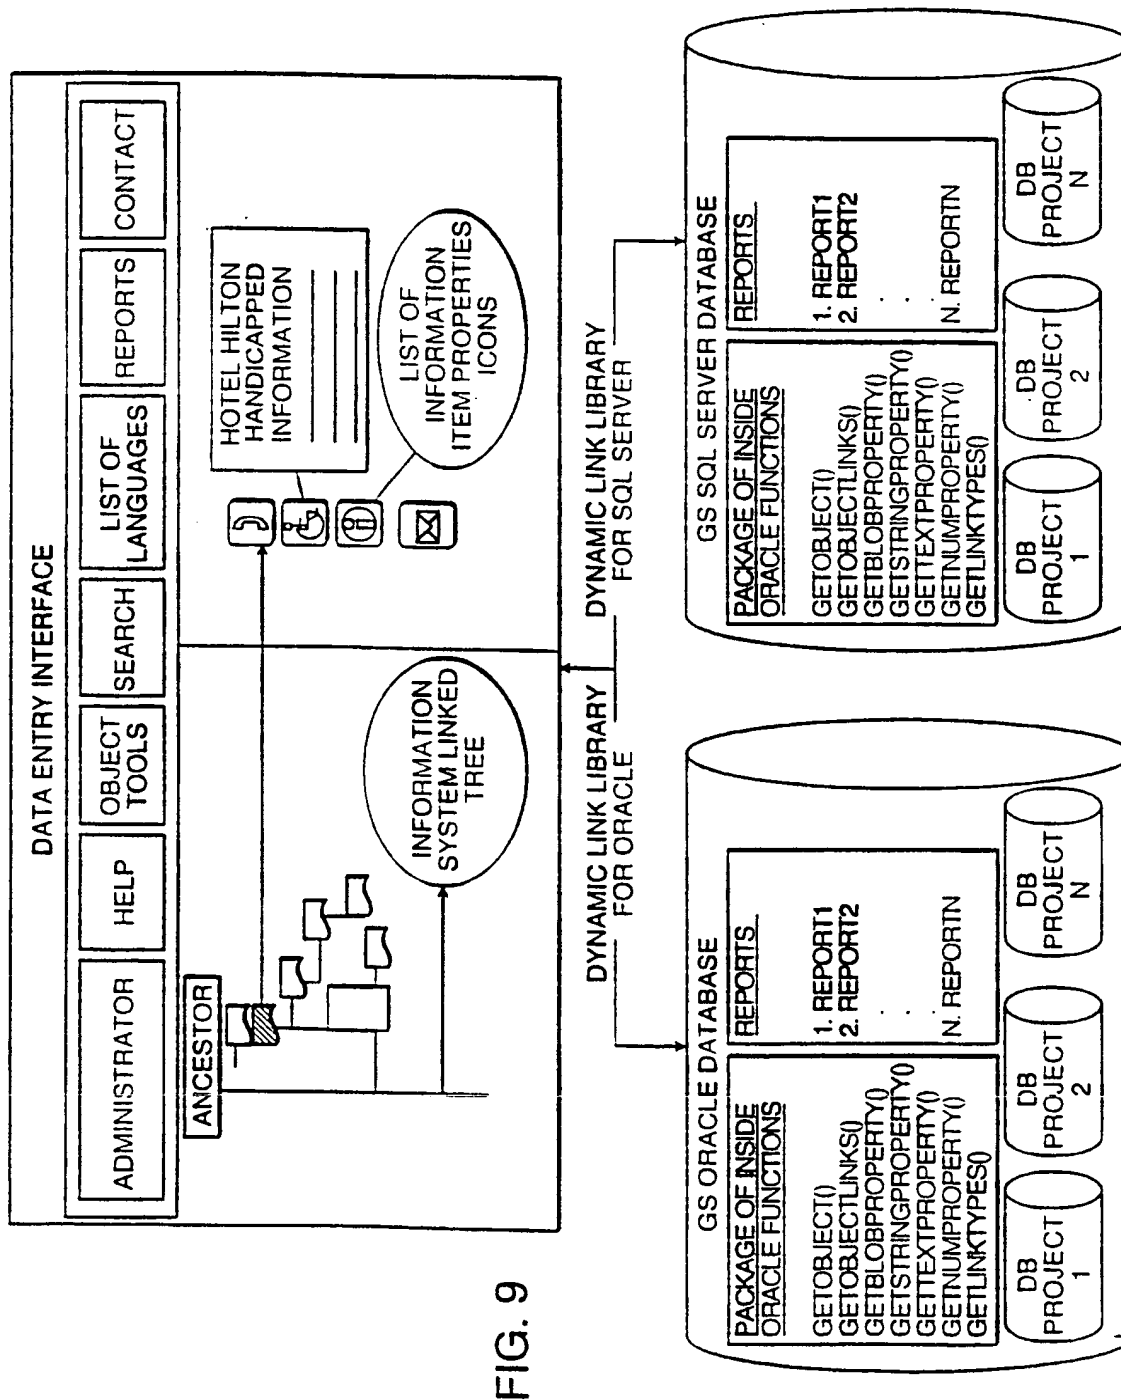 DATA ENTRY INTERFACE
ADMINISTRATOR
HELP
OBJECT
TOOLS
SEARCH
LIST OF
LANGUAGES
REPORTS
CONTACT
ANCESTOR
INFORMATION
SYSTEM LINKED
TREE
HOTEL HILTON
HANDICAPPED
INFORMATION
LIST OF
INFORMATION
ITEM PROPERTIES
ICONS
DYNAMIC LINK LIBRARY
FOR ORACLE
DYNAMIC LINK LIBRARY
FOR SQL SERVER
GS ORACLE DATABASE
PACKAGE OF INSIDE
ORACLE FUNCTIONS
GETOBJECT()
GETOBJECTLINKS()
GETBLOBPROPERTY()
GETSTRINGPROPERTY()
GETTEXTPROPERTY()
GETNUMPROPERTY()
GETLINKTYPES()
REPORTS
1. REPORT1
2. REPORT2
.
.
N. REPORTN
DB
PROJECT
1
DB
PROJECT
2
DB
PROJECT
N
GS SQL SERVER DATABASE
PACKAGE OF INSIDE
ORACLE FUNCTIONS
GETOBJECT()
GETOBJECTLINKS()
GETBLOBPROPERTY()
GETSTRINGPROPERTY()
GETTEXTPROPERTY()
GETNUMPROPERTY()
GETLINKTYPES()
REPORTS
1. REPORT1
2. REPORT2
.
.
N. REPORTN
DB
PROJECT
1
DB
PROJECT
2
DB
PROJECT
N
FIG. 9